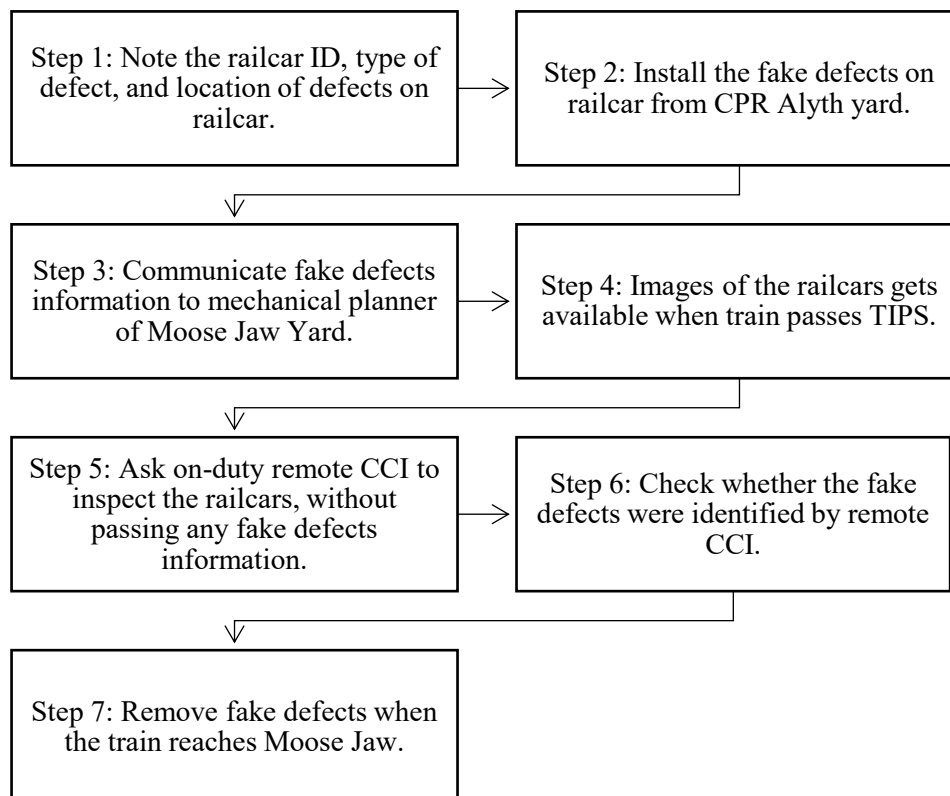 Step 1: Note the railcar ID, type of
defect, and location of defects on
railcar.
Step 2: Install the fake defects on
railcar from CPR Alyth yard.
Step 3: Communicate fake defects
information to mechanical planner
of Moose Jaw Yard.
Step 4: Images of the railcars gets
available when train passes TIPS.
Step 5: Ask on-duty remote CCI to
inspect the railcars, without
passing any fake defects
information.
Step 6: Check whether the fake
defects were identified by remote
CCI.
Step 7: Remove fake defects when
the train reaches Moose Jaw.